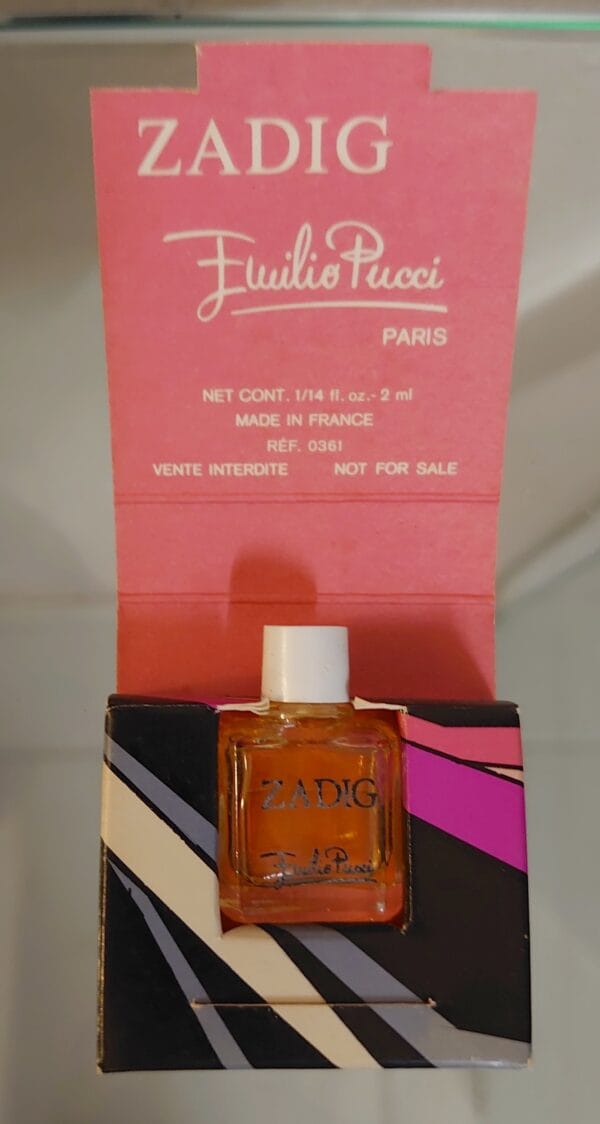 ZADIG
Emilio Pucci
PARIS
NET CONT. 1/14 fl. oz.- 2 ml
MADE IN FRANCE
RÉF. 0361
VENTE INTERDITE NOT FOR SALE
ZADIG
Emilio Pucci